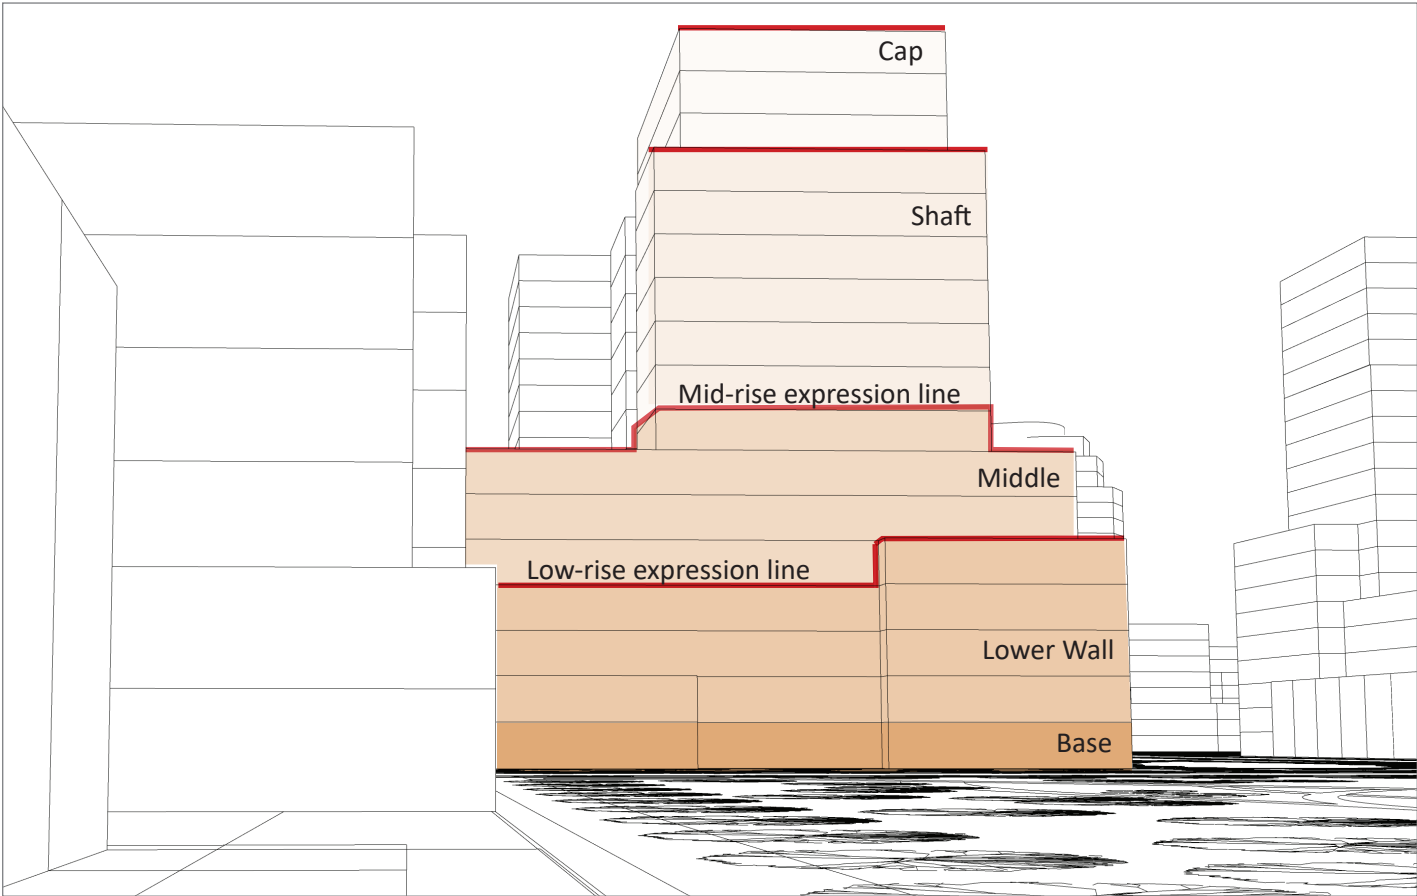 Cap
Shaft
Mid-rise expression line
Middle
Low-rise expression line
Lower Wall
Base